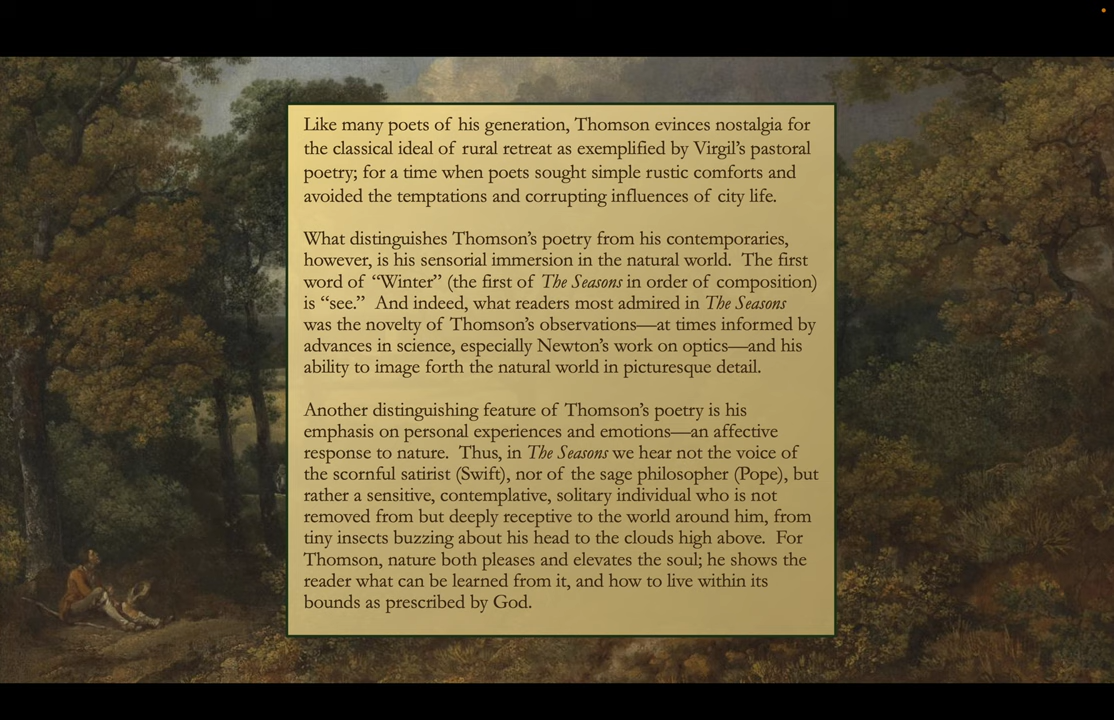 Like many poets of his generation, Thomson evinces nostalgia for
the classical ideal of rural retreat as exemplified by Virgil’s pastoral
poetry; for a time when poets sought simple rustic comforts and
avoided the temptations and corrupting influences of city life.
What distinguishes Thomson’s poetry from his contemporaries,
however, is his sensorial immersion in the natural world. The first
word of “Winter” (the first of The Seasons in order of composition)
is “see.” And indeed, what readers most admired in The Seasons
was the novelty of Thomson’s observations—at times informed by
advances in science, especially Newton’s work on optics—and his
ability to image forth the natural world in picturesque detail.
Another distinguishing feature of Thomson’s poetry is his
emphasis on personal experiences and emotions—an affective
response to nature. Thus, in The Seasons we hear not the voice of
the scornful satirist (Swift), nor of the sage philosopher (Pope), but
rather a sensitive, contemplative, solitary individual who is not
removed from but deeply receptive to the world around him, from
tiny insects buzzing about his head to the clouds high above. For
Thomson, nature both pleases and elevates the soul; he shows the
reader what can be learned from it, and how to live within its
bounds as prescribed by God.